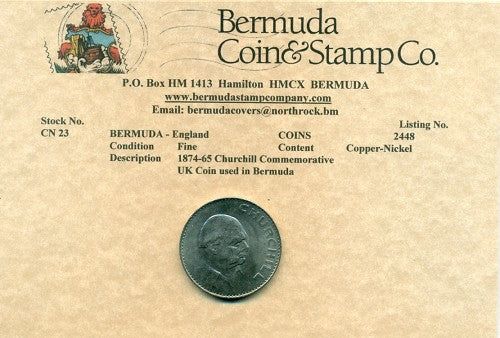 Bermuda
Coin&Stamp Co.
P.O. Box HM 1413 Hamilton HMCX BERMUDA
www.bermudastampcompany.com
Email: bermudacovers@northrock.bm
Stock No. Listing No.
CN 23 BERMUDA - England COINS 2448
Condition Fine Content Copper-Nickel
Description 1874-65 Churchill Commemorative
UK Coin used in Bermuda
CHURCHILL